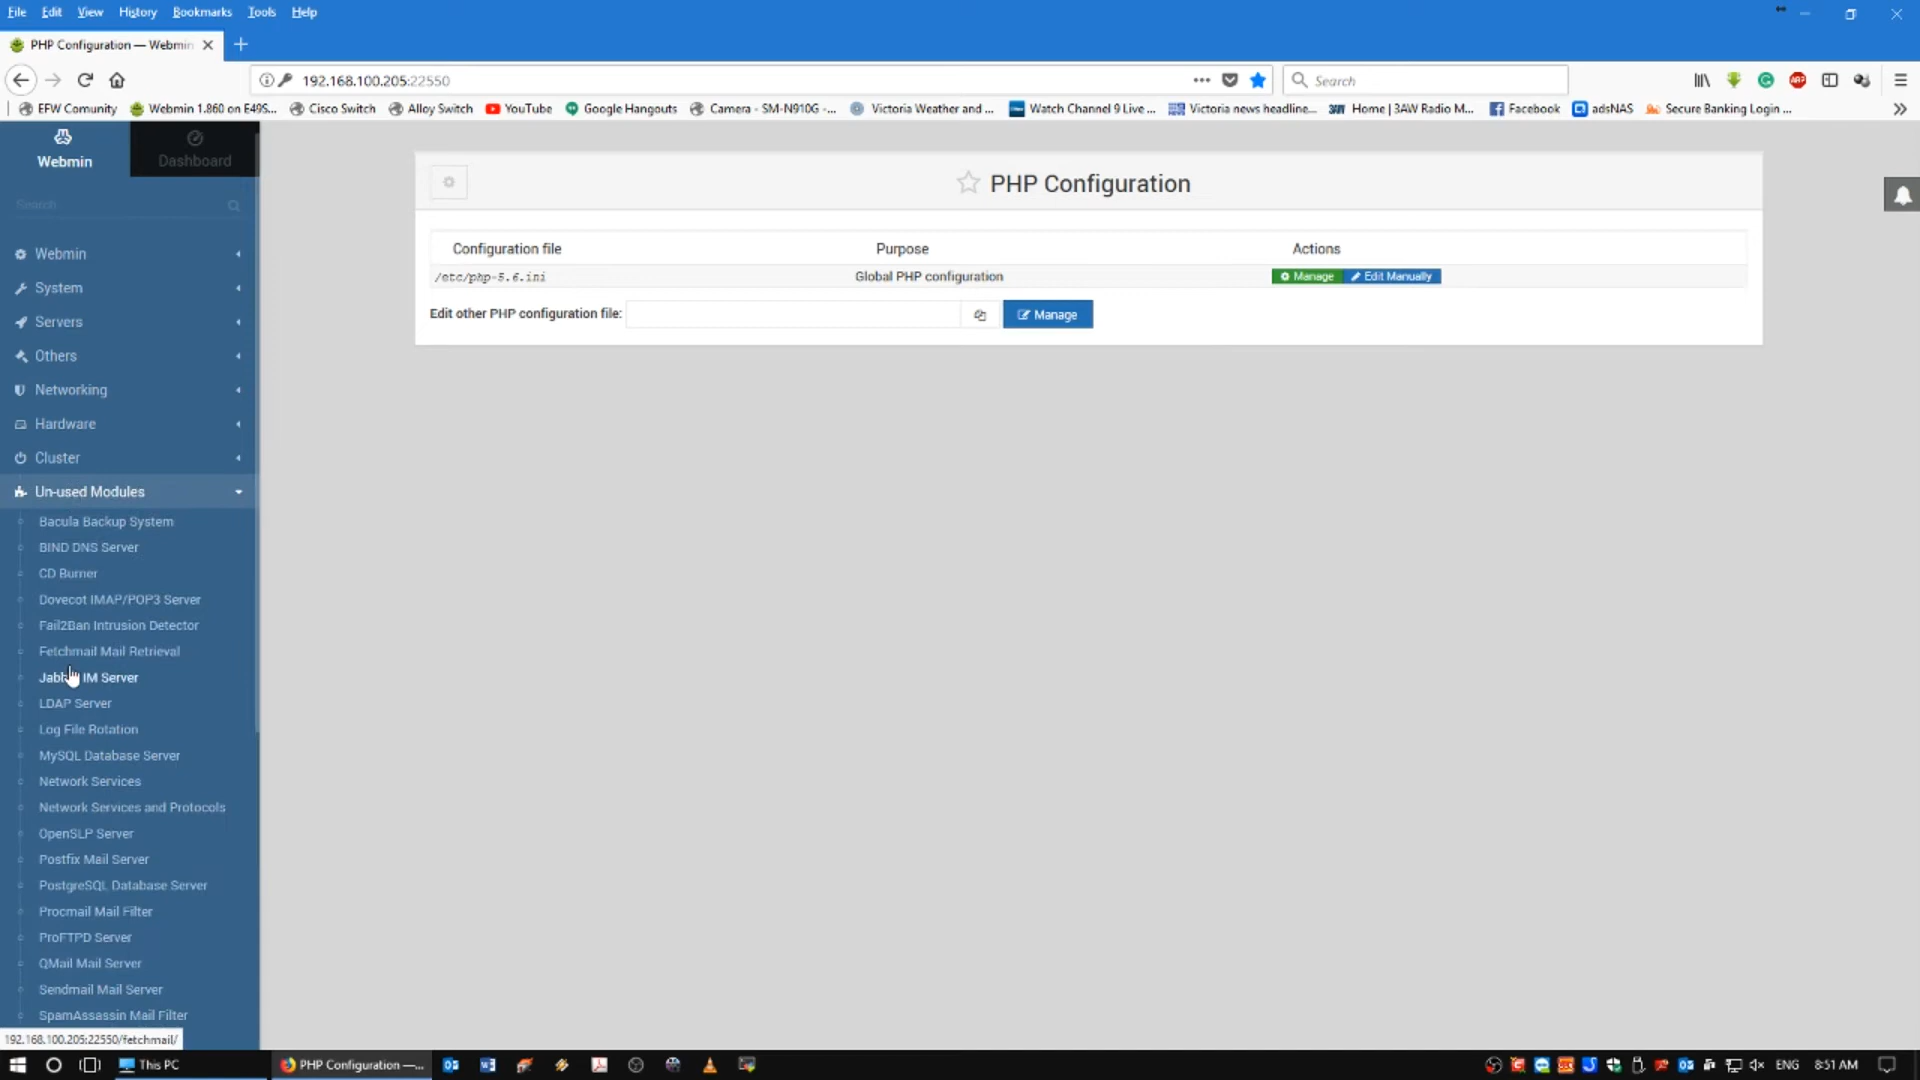 File Edit View History Bookmarks Tools Help
PHP Configuration — Webmin
192.168.100.205:22550
Search
EFW Comunity Webmin 1.860 on E49S... Cisco Switch Alloy Switch YouTube Google Hangouts Camera - SM-N910G -... Victoria Weather and ... Watch Channel 9 Live ... Victoria news headline... Home | 3AW Radio M... Facebook adsNAS Secure Banking Login ...
Webmin
Dashboard
Search
Webmin
System
Servers
Others
Networking
Hardware
Cluster
Un-used Modules
Bacula Backup System
BIND DNS Server
CD Burner
Dovecot IMAP/POP3 Server
Fail2Ban Intrusion Detector
Fetchmail Mail Retrieval
Jabb IM Server
LDAP Server
Log File Rotation
MySQL Database Server
Network Services
Network Services and Protocols
OpenSLP Server
Postfix Mail Server
PostgreSQL Database Server
Procmail Mail Filter
ProFTPD Server
QMail Mail Server
Sendmail Mail Server
SpamAssassin Mail Filter
192.168.100.205:22550/fetchmail/
PHP Configuration
Configuration file Purpose Actions
/etc/php-5.6.ini Global PHP configuration Manage Edit Manually
Edit other PHP configuration file: Manage
This PC PHP Configuration —... ENG 8:51 AM